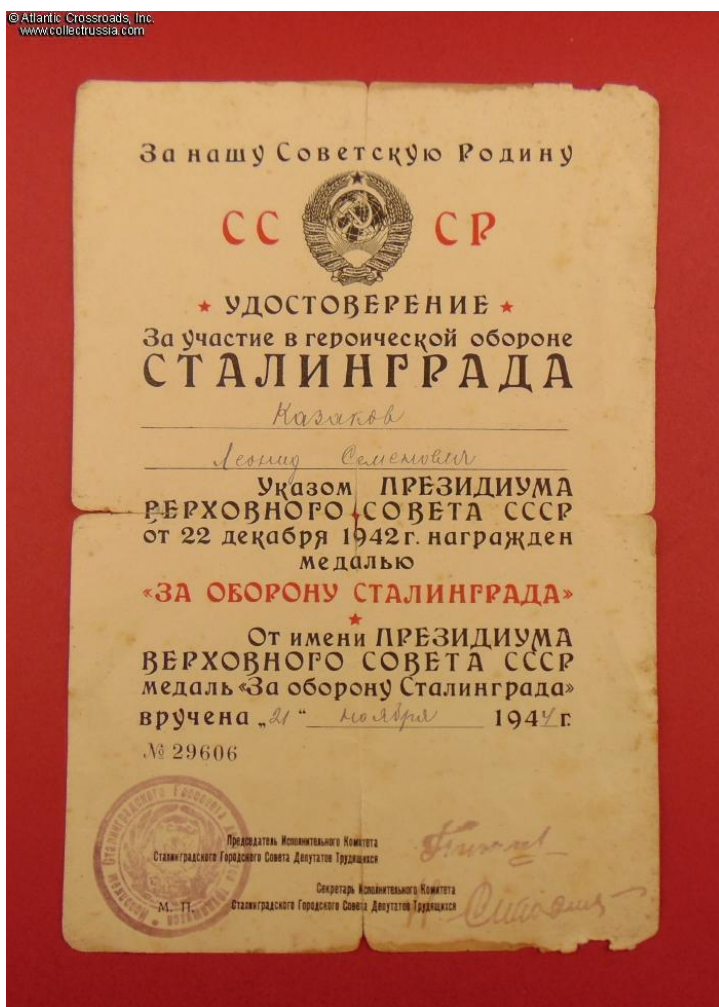 © Atlantic Crossroads, Inc.
www.collectrussia.com
За нашу Советскую Родину
СС СР
★ УДОСТОВЕРЕНИЕ ★
За участие в героической обороне
СТАЛИНГРАДА
Казаков
Леонид Семенович
Указом ПРЕЗИДИУМА
ВЕРХОВНОГО СОВЕТА СССР
от 22 декабря 1942 г. награжден
медалью
«ЗА ОБОРОНУ СТАЛИНГРАДА»
★
От имени ПРЕЗИДИУМА
ВЕРХОВНОГО СОВЕТА СССР
медаль «За оборону Сталинграда»
вручена „21“ ноября 1944 г.
№ 29606
Председатель Исполнительного Комитета
Сталинградского Городского Совета Депутатов Трудящихся
Секретарь Исполнительного Комитета
М. П. Сталинградского Городского Совета Депутатов Трудящихся